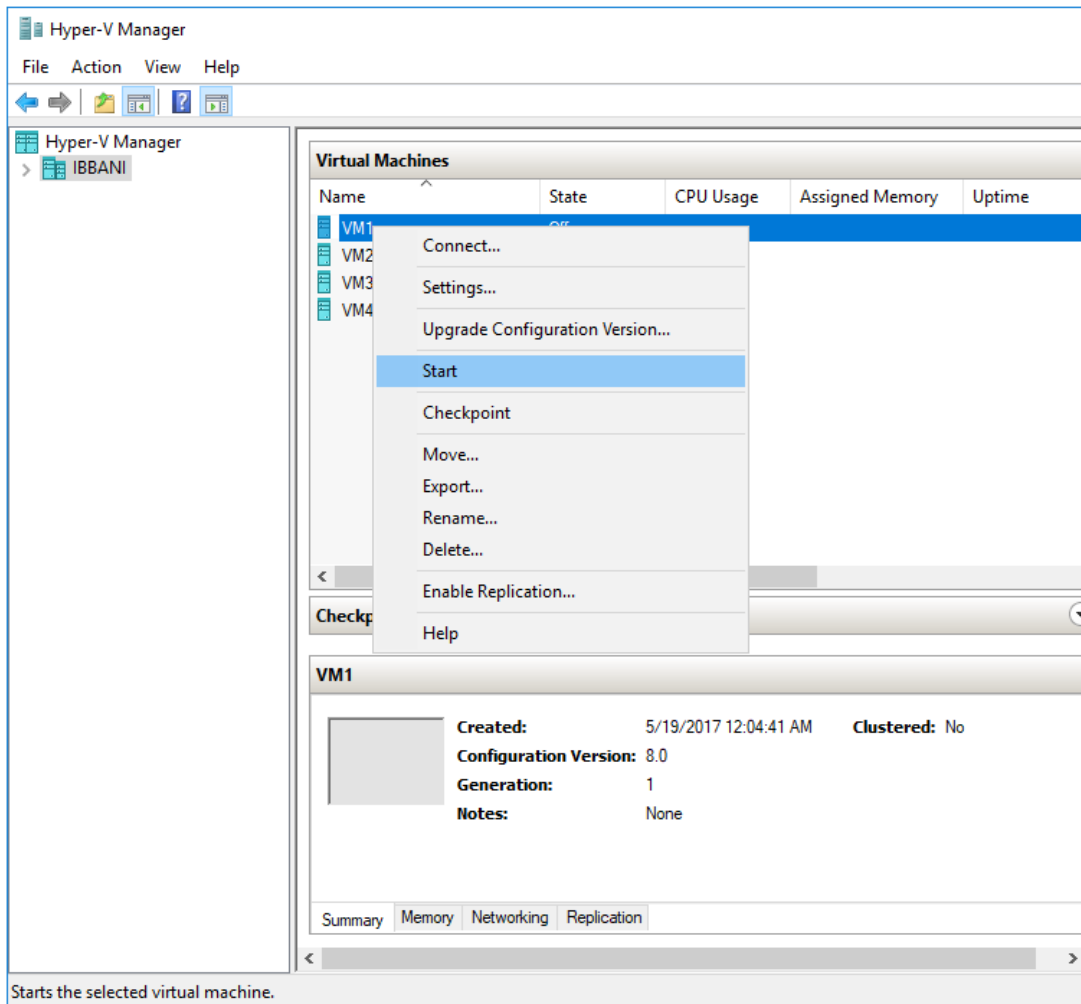 Hyper-V Manager
File Action View Help
Hyper-V Manager
IBBANI
Virtual Machines
Name State CPU Usage Assigned Memory Uptime
VM1
VM2
VM3
VM4
Connect...
Settings...
Upgrade Configuration Version...
Start
Checkpoint
Move...
Export...
Rename...
Delete...
Enable Replication...
Help
VM1
Created: 5/19/2017 12:04:41 AM Clustered: No
Configuration Version: 8.0
Generation: 1
Notes: None
Summary Memory Networking Replication
Starts the selected virtual machine.